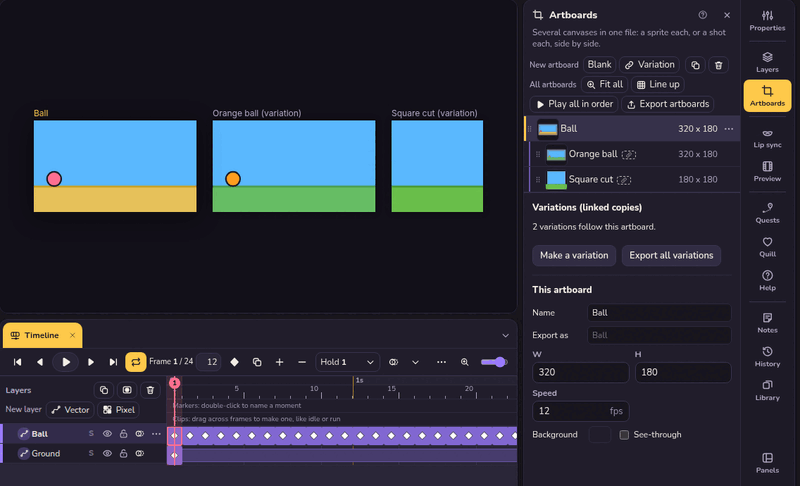 Artboards
Several canvases in one file: a sprite each, or a shot
each, side by side.
New artboard
Blank
Variation
All artboards
Fit all
Line up
Play all in order
Export artboards
Ball
320 x 180
Orange ball
320 x 180
Square cut
180 x 180
Variations (linked copies)
2 variations follow this artboard.
Make a variation
Export all variations
This artboard
Name
Ball
Export as
Ball
W
H
320
180
Speed
12
fps
Background
See-through
Properties
Layers
Artboards
Lip sync
Preview
Quests
Quill
Help
Notes
History
Library
Panels
Ball
Orange ball (variation)
Square cut (variation)
Timeline
Frame 1 / 24
12
Hold 1
Layers
1
5
10
1s
15
20
New layer
Vector
Pixel
Markers: double-click to name a moment
Clips: drag across frames to make one, like idle or run
Ball
S
Ground
S